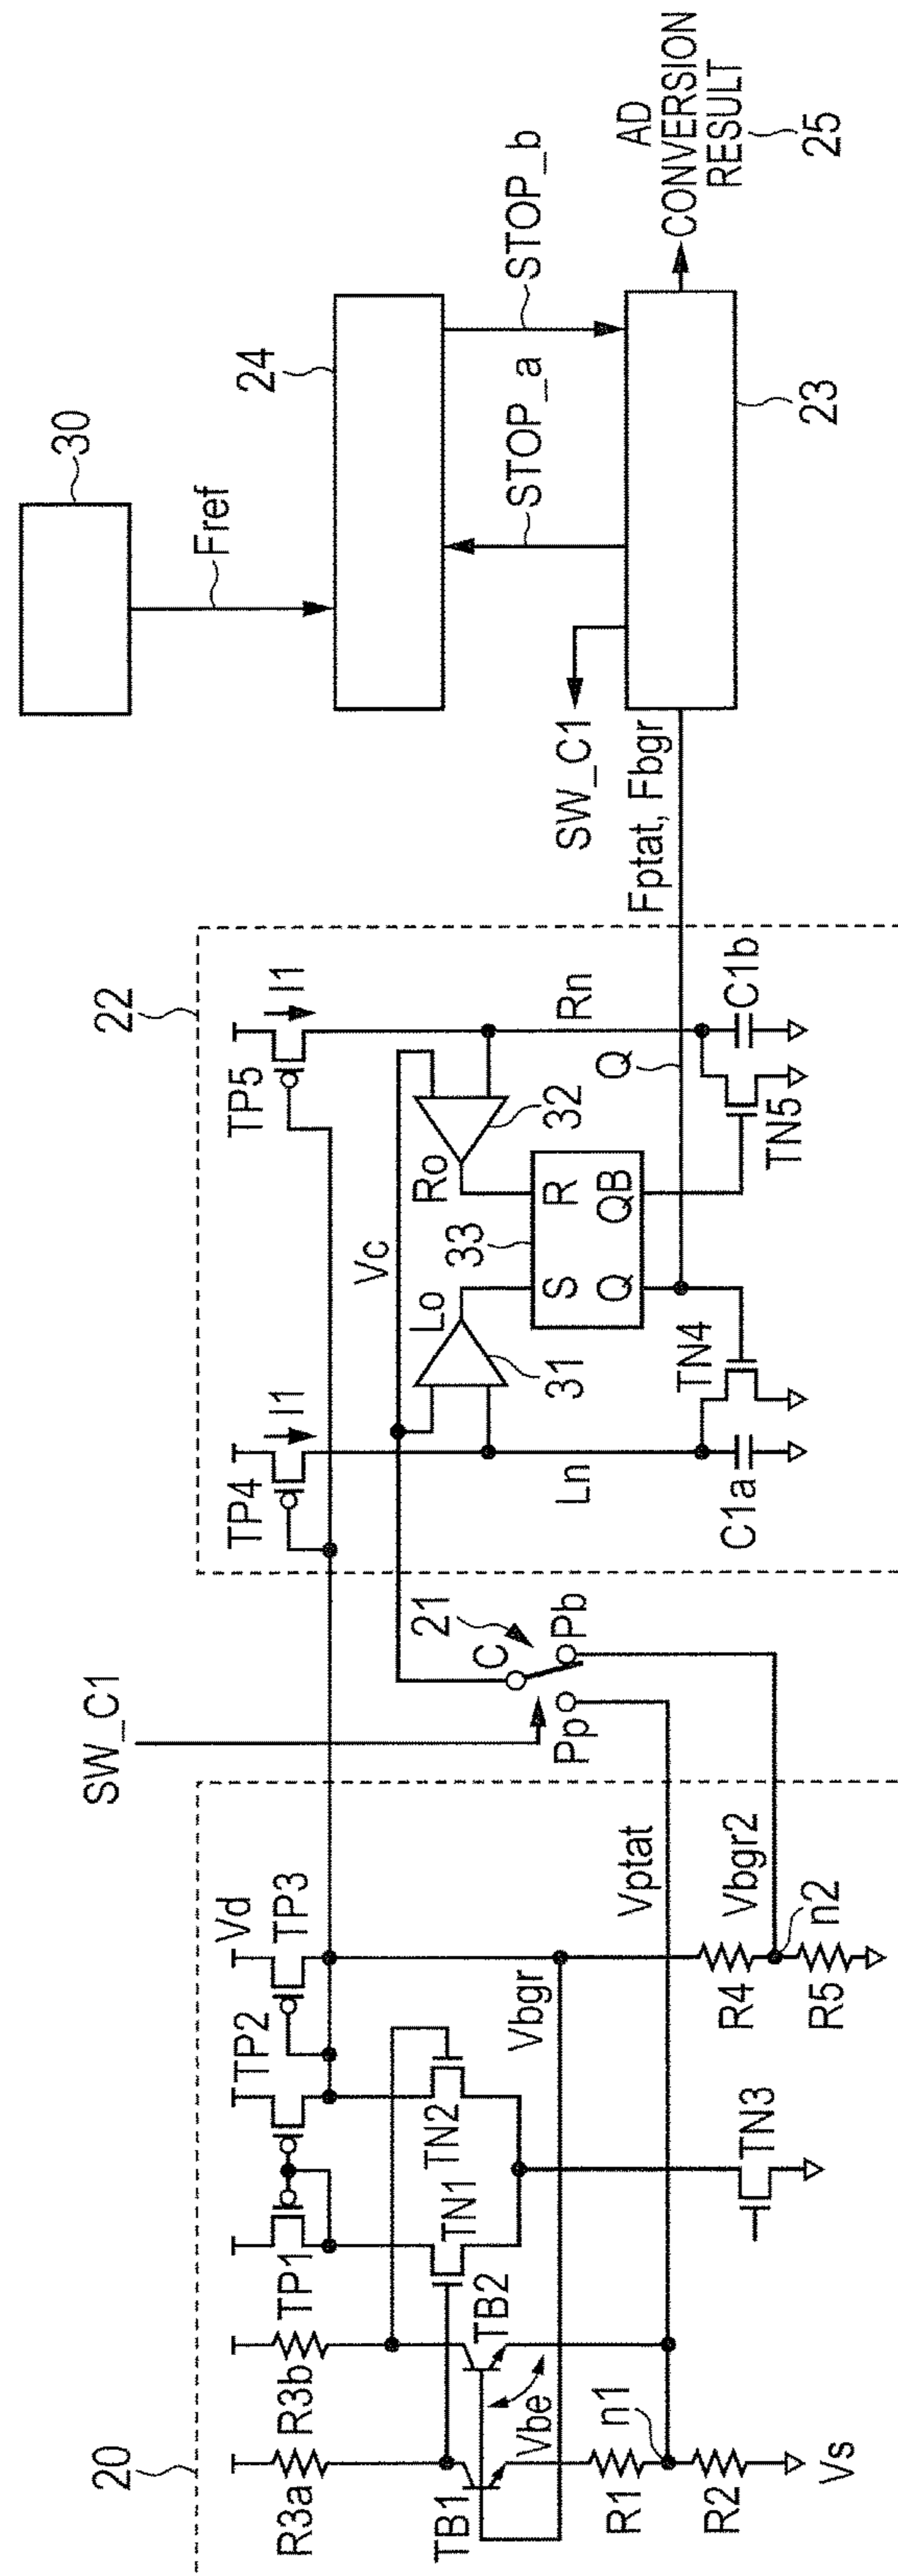 20
R3a
R3b
TP1
TP2
Vd
TP3
TB1
TB2
Vbe
TN1
TN2
Vbgr
R1
n1
R2
Vs
TN3
Vptat
Vbgr2
R4
n2
R5
SW_C1
21
C
Pp
Pb
22
TP4
I1
TP5
I1
Vc
Lo
Ro
31
32
33
S
R
Q
QB
Ln
Rn
Q
TN4
TN5
C1a
C1b
Fptat, Fbgr
SW_C1
30
Fref
24
STOP_a
STOP_b
23
AD
CONVERSION
RESULT
25